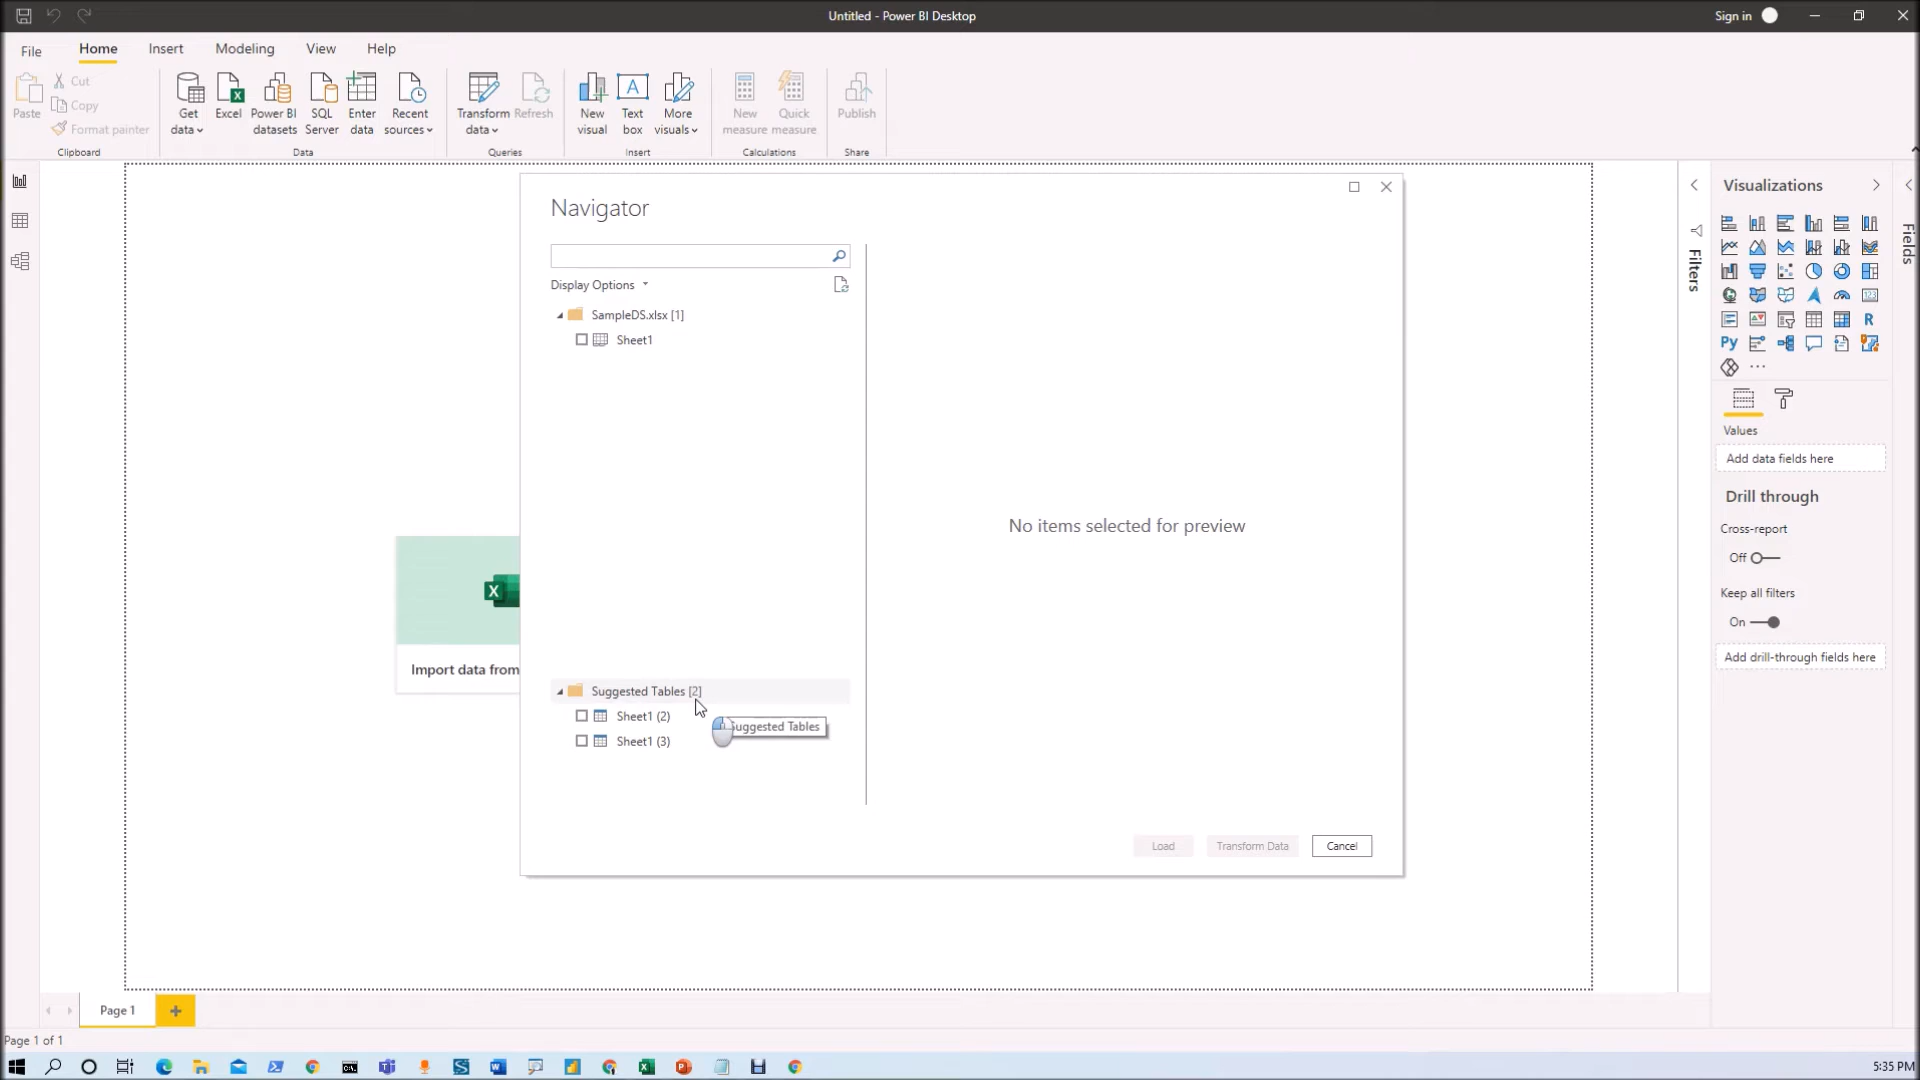 Untitled - Power BI Desktop
Sign in
File
Home
Insert
Modeling
View
Help
Paste
Cut
Copy
Format painter
Clipboard
Get data
Excel
Power BI datasets
SQL Server
Enter data
Recent sources
Data
Transform data
Refresh
Queries
New visual
Text box
More visuals
Insert
New measure
Quick measure
Calculations
Publish
Share
Navigator
Display Options
SampleDS.xlsx [1]
Sheet1
No items selected for preview
Suggested Tables [2]
Sheet1 (2)
Sheet1 (3)
Suggested Tables
Load
Transform Data
Cancel
Import data from
Filters
Visualizations
R
Py
Values
Add data fields here
Drill through
Cross-report
Off
Keep all filters
On
Add drill-through fields here
Fields
Page 1
Page 1 of 1
5:35 PM